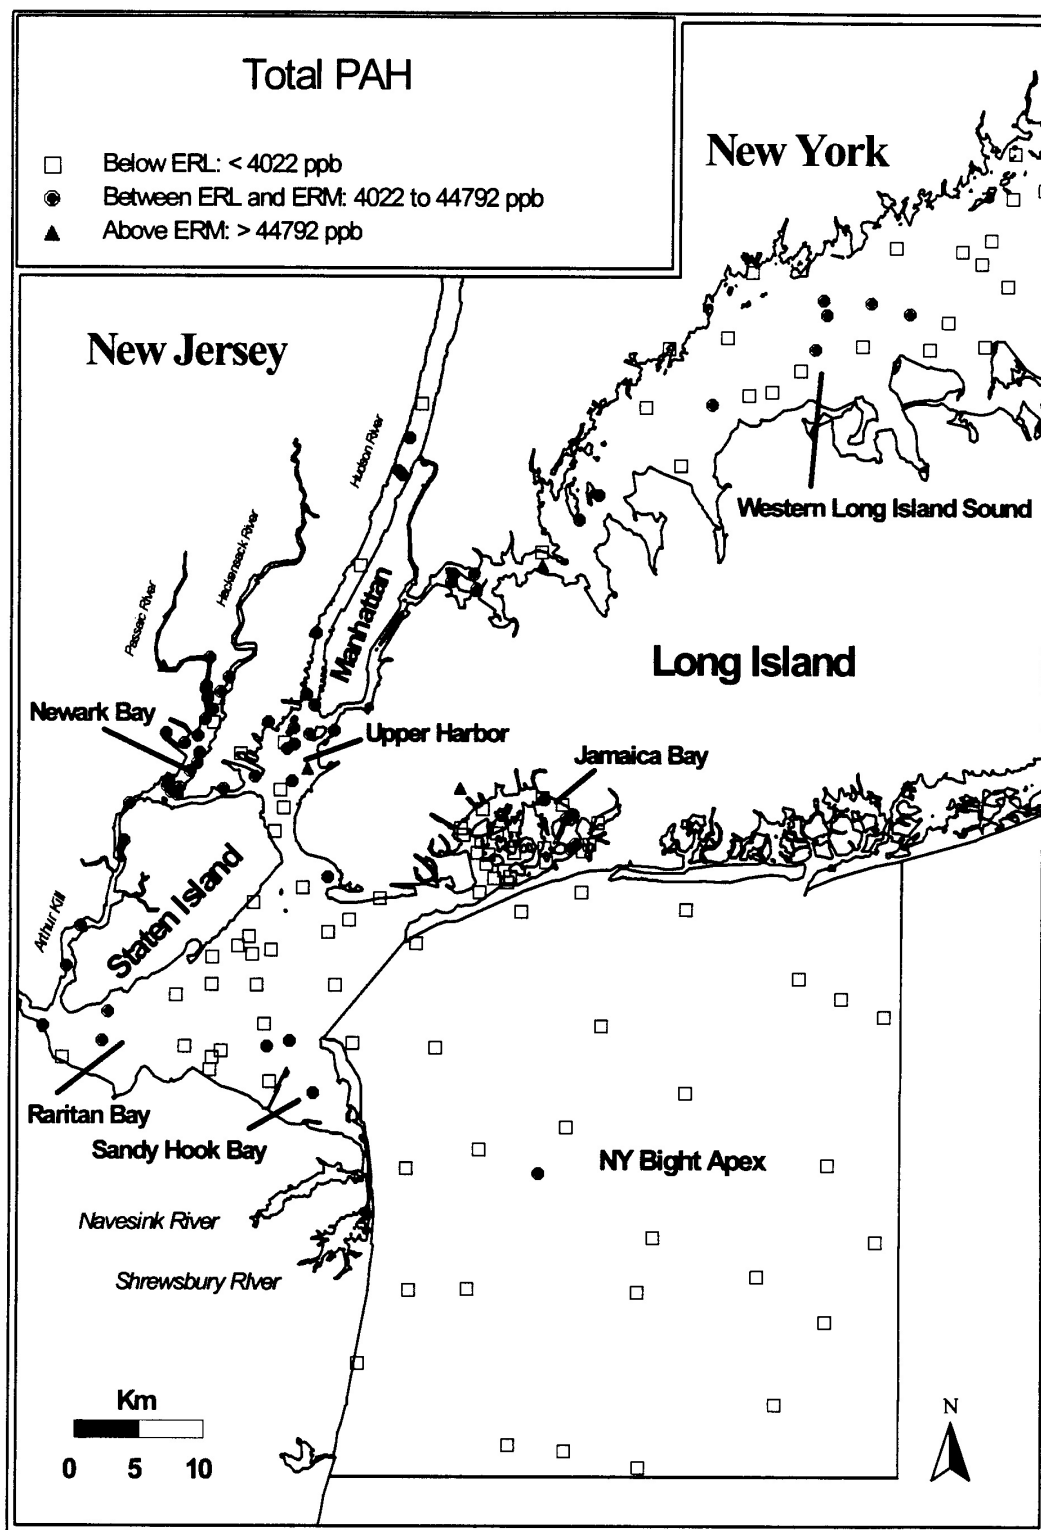 Total PAH
Below ERL: < 4022 ppb
Between ERL and ERM: 4022 to 44792 ppb
Above ERM: > 44792 ppb
New York
New Jersey
Hudson River
Hackensack River
Passaic River
Manhattan
Western Long Island Sound
Long Island
Newark Bay
Upper Harbor
Jamaica Bay
Staten Island
Arthur Kill
Raritan Bay
Sandy Hook Bay
NY Bight Apex
Navesink River
Shrewsbury RIver
Km
0 5 10
N